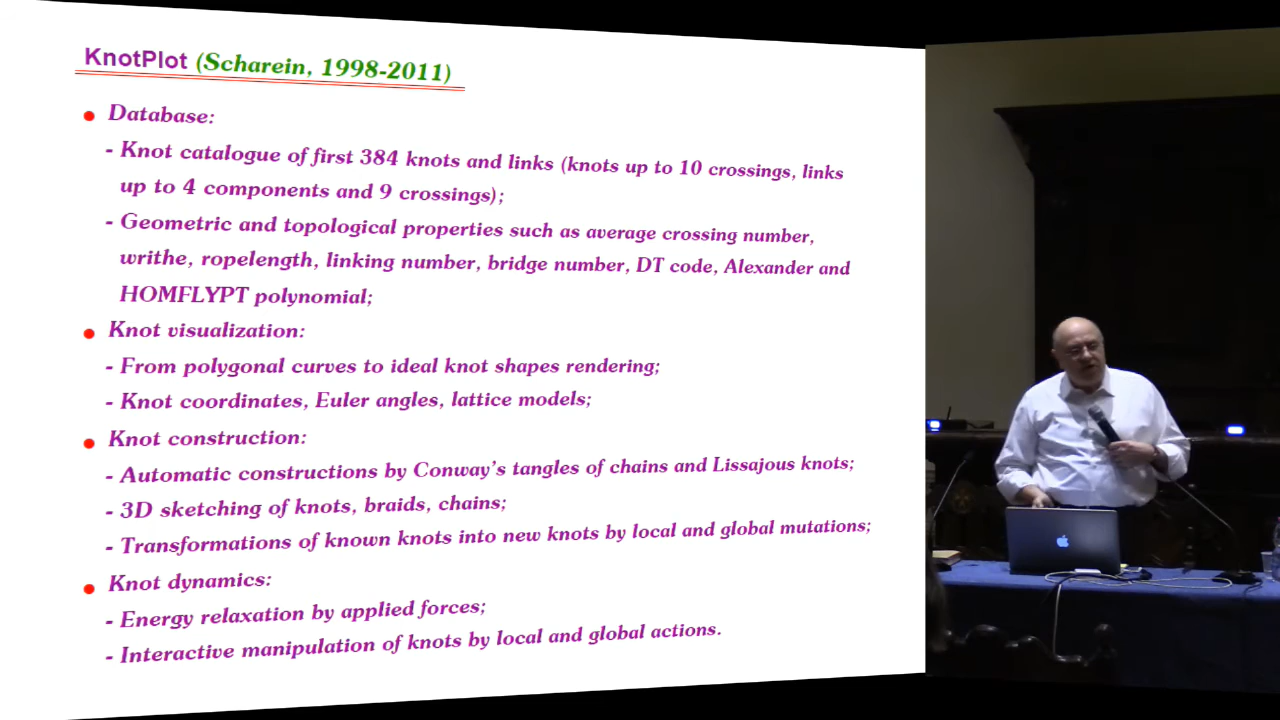 KnotPlot (Scharein, 1998-2011)
Database:
- Knot catalogue of first 384 knots and links (knots up to 10 crossings, links
up to 4 components and 9 crossings);
- Geometric and topological properties such as average crossing number,
writhe, ropelength, linking number, bridge number, DT code, Alexander and
HOMFLYPT polynomial;
Knot visualization:
- From polygonal curves to ideal knot shapes rendering;
- Knot coordinates, Euler angles, lattice models;
Knot construction:
- Automatic constructions by Conway's tangles of chains and Lissajous knots;
- 3D sketching of knots, braids, chains;
- Transformations of known knots into new knots by local and global mutations;
Knot dynamics:
- Energy relaxation by applied forces;
- Interactive manipulation of knots by local and global actions.